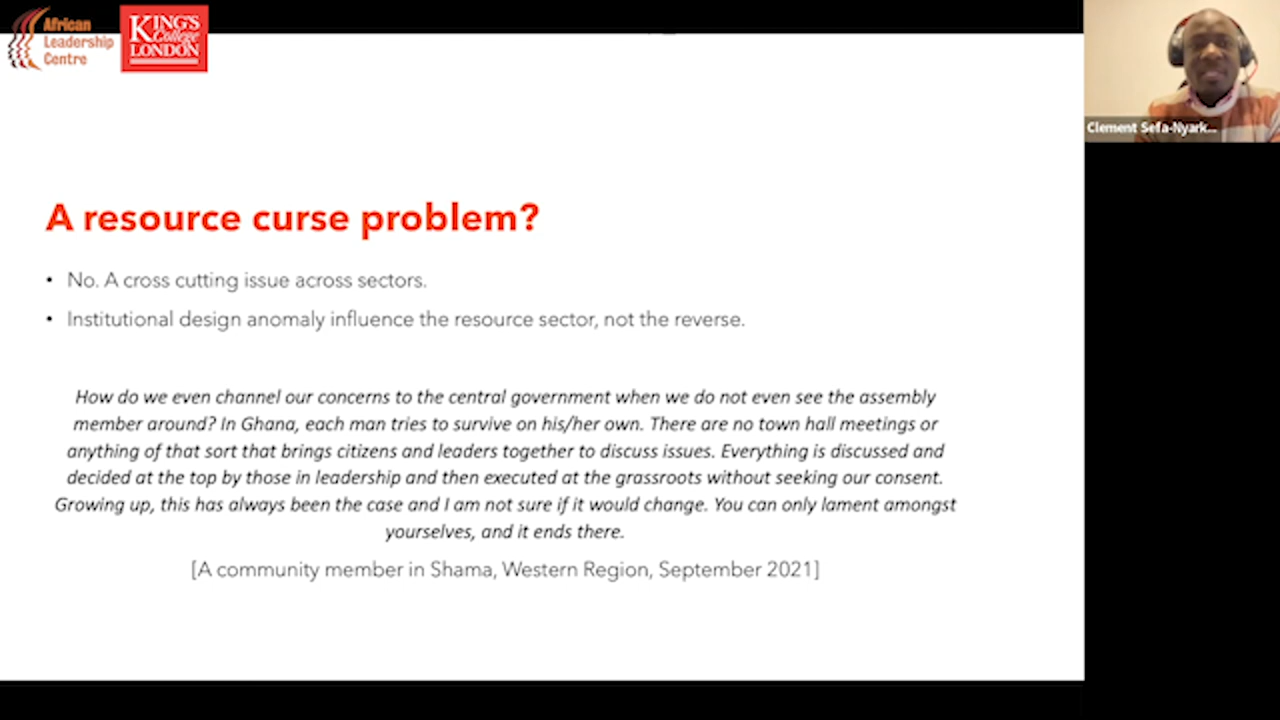 African
Leadership
Centre
KING'S
College
LONDON
Clement Sefa-Nyark...
A resource curse problem?
• No. A cross cutting issue across sectors.
• Institutional design anomaly influence the resource sector, not the reverse.
How do we even channel our concerns to the central government when we do not even see the assembly
member around? In Ghana, each man tries to survive on his/her own. There are no town hall meetings or
anything of that sort that brings citizens and leaders together to discuss issues. Everything is discussed and
decided at the top by those in leadership and then executed at the grassroots without seeking our consent.
Growing up, this has always been the case and I am not sure if it would change. You can only lament amongst
yourselves, and it ends there.
[A community member in Shama, Western Region, September 2021]